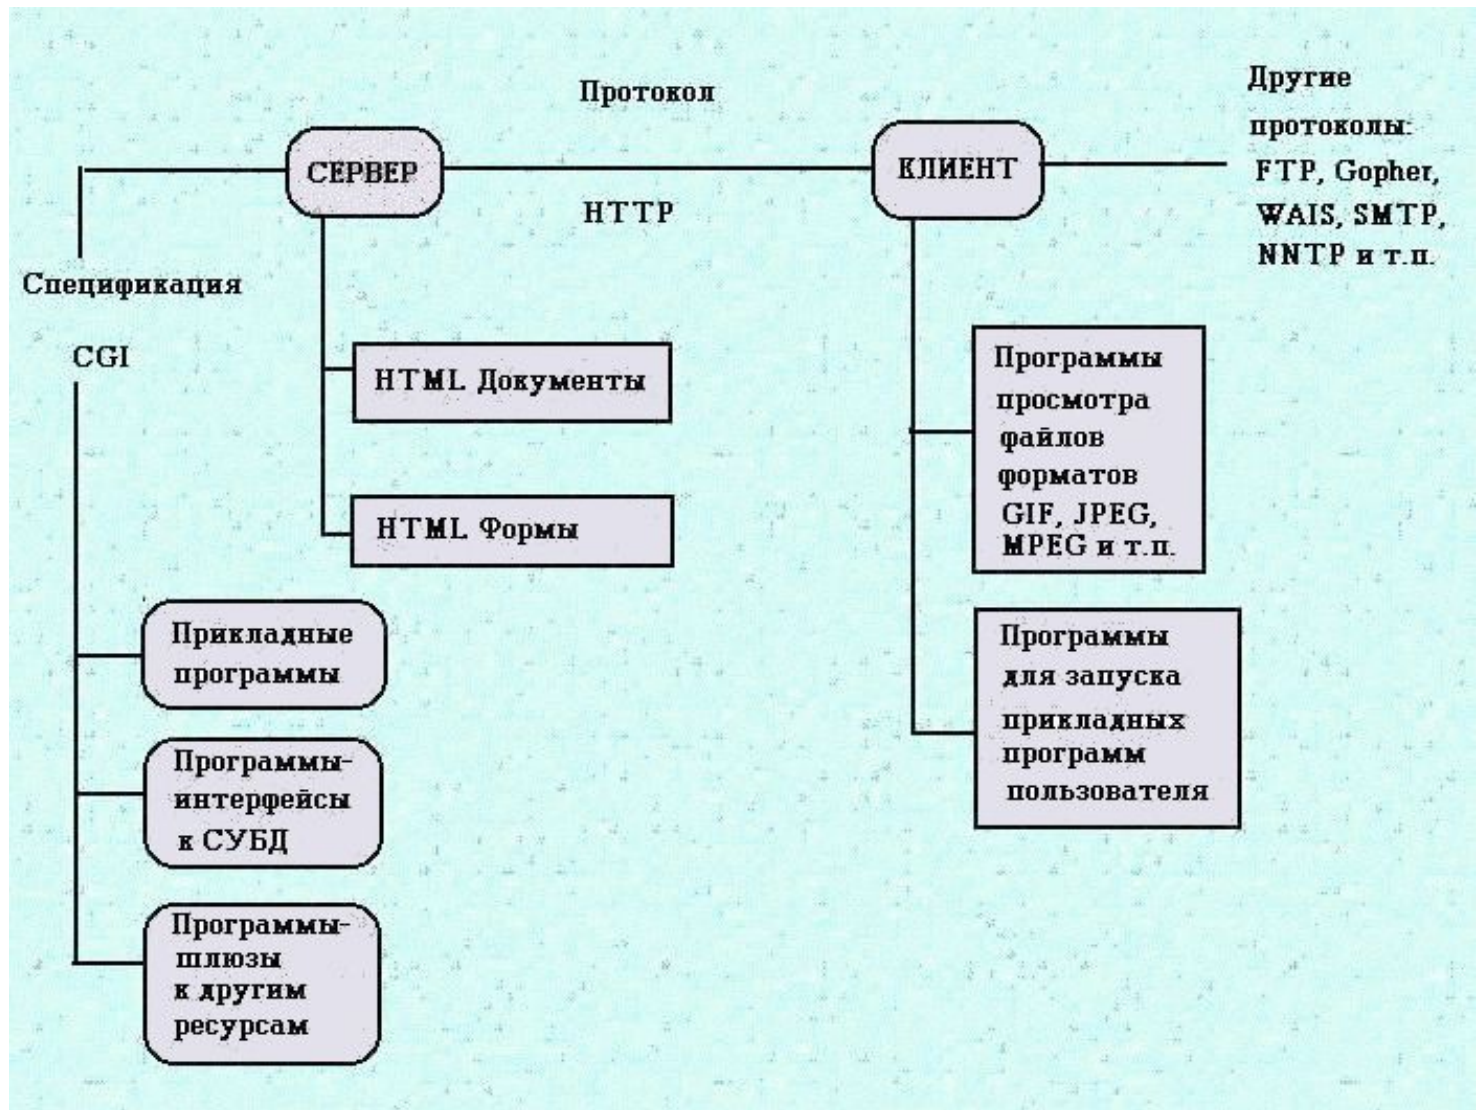 Протокол
Другие
протоколы:
FTP, Gopher,
WAIS, SMTP,
NNTP и т.п.
СЕРВЕР
КЛИЕНТ
HTTP
Спецификация
CGI
HTML Документы
HTML Формы
Программы
просмотра
файлов
форматов
GIF, JPEG,
MPEG и т.п.
Прикладные
программы
Программы-
интерфейсы
к СУБД
Программы-
шлюзы
к другим
ресурсам
Программы
для запуска
прикладных
программ
пользователя